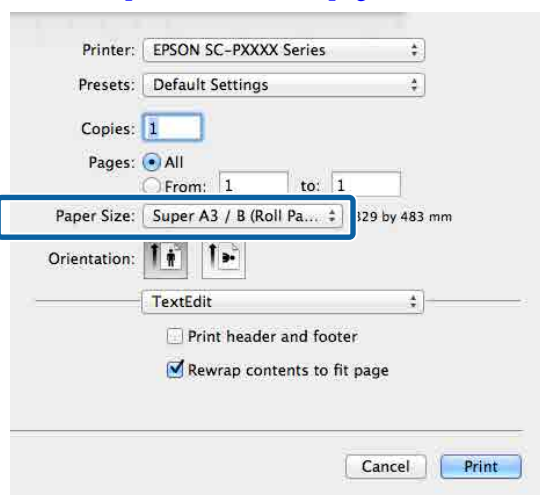 Printer: EPSON SC-PXXXX Series
Presets: Default Settings
Copies: 1
Pages: All
From: 1 to: 1
Paper Size: Super A3 / B (Roll Pa... 329 by 483 mm
Orientation:
TextEdit
Print header and footer
Rewrap contents to fit page
Cancel Print